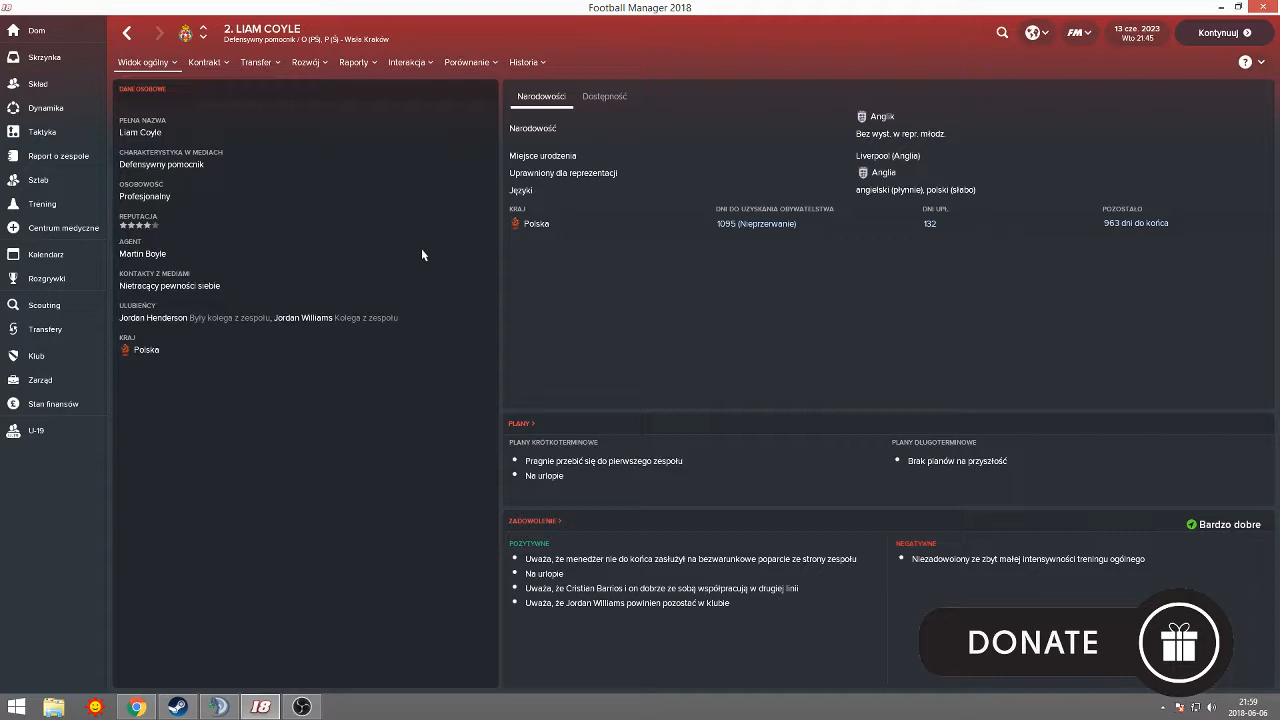 Football Manager 2018
Dom
Skrzynka
Skład
Dynamika
Taktyka
Raport o zespole
Sztab
Trening
Centrum medyczne
Kalendarz
Rozgrywki
Scouting
Transfery
Klub
Zarząd
Stan finansów
U-19
2. LIAM COYLE
Defensywny pomocnik / O (PŚ), P (Ś) - Wisła Kraków
FM
13 cze. 2023
Wto 21:45
Kontynuuj
Widok ogólny Kontrakt Transfer Rozwój Raporty Interakcja Porównanie Historia
DANE OSOBOWE
PEŁNA NAZWA
Liam Coyle
CHARAKTERYSTYKA W MEDIACH
Defensywny pomocnik
OSOBOWOŚĆ
Profesjonalny
REPUTACJA
AGENT
Martin Boyle
KONTAKTY Z MEDIAMI
Nietracący pewności siebie
ULUBIEŃCY
Jordan Henderson Były kolega z zespołu, Jordan Williams Kolega z zespołu
KRAJ
Polska
Narodowości Dostępność
Narodowość
Anglik
Bez wyst. w repr. młodz.
Miejsce urodzenia Liverpool (Anglia)
Uprawniony dla reprezentacji Anglia
Języki angielski (płynnie), polski (słabo)
KRAJ DNI DO UZYSKANIA OBYWATELSTWA DNI UPŁ. POZOSTAŁO
Polska 1095 (Nieprzerwanie) 132 963 dni do końca
PLANY >
PLANY KRÓTKOTERMINOWE
Pragnie przebić się do pierwszego zespołu
Na urlopie
PLANY DŁUGOTERMINOWE
Brak planów na przyszłość
ZADOWOLENIE >
Bardzo dobre
POZYTYWNE
Uważa, że menedżer nie do końca zasłużył na bezwarunkowe poparcie ze strony zespołu
Na urlopie
Uważa, że Cristian Barrios i on dobrze ze sobą współpracują w drugiej linii
Uważa, że Jordan Williams powinien pozostać w klubie
NEGATYWNE
Niezadowolony ze zbyt małej intensywności treningu ogólnego
DONATE
18
21:59
2018-06-06